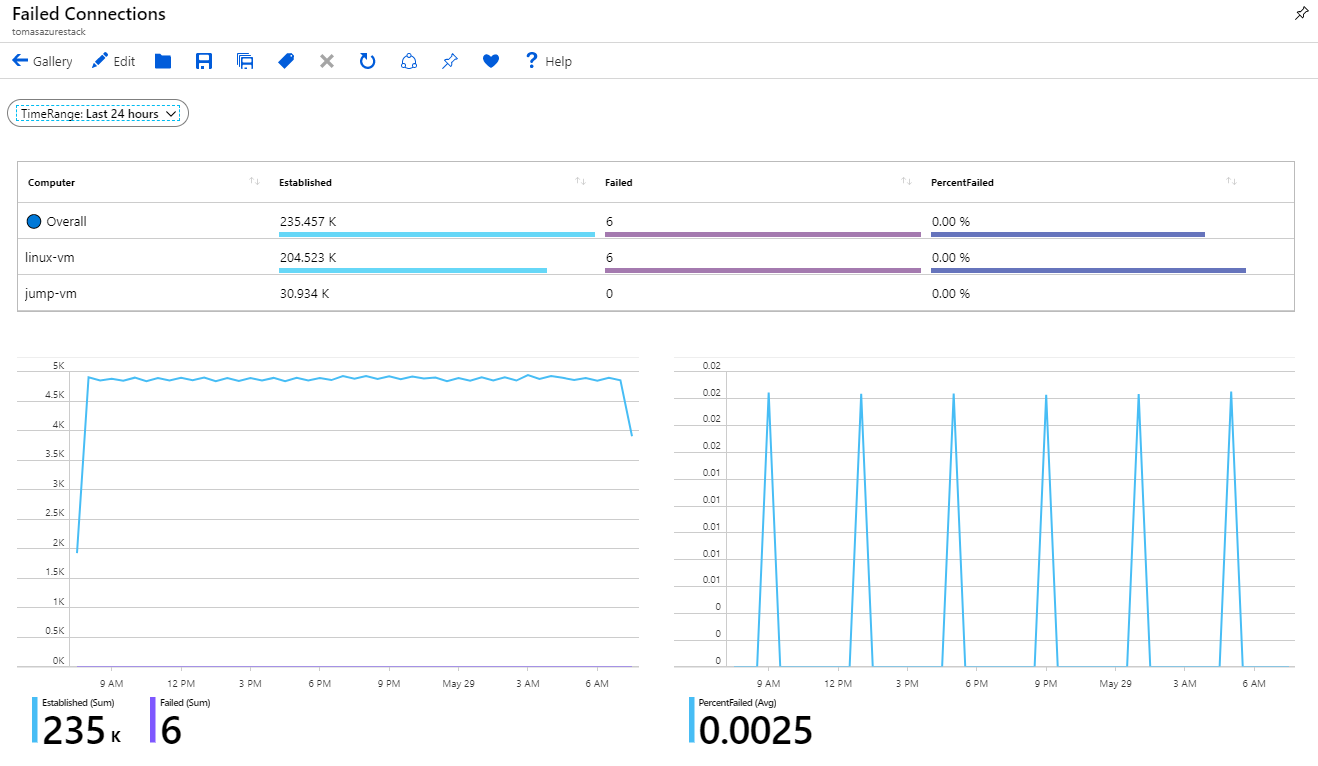 Failed Connections
tomasazurestack
Gallery Edit Help
TimeRange: Last 24 hours
Computer Established Failed PercentFailed
Overall 235.457 K 6 0.00 %
linux-vm 204.523 K 6 0.00 %
jump-vm 30.934 K 0 0.00 %
5K
4.5K
4K
3.5K
3K
2.5K
2K
1.5K
1K
0.5K
0K
9 AM 12 PM 3 PM 6 PM 9 PM May 29 3 AM 6 AM
Established (Sum) Failed (Sum)
235 K 6
0.02
0.02
0.02
0.02
0.01
0.01
0.01
0.01
0.01
0
0
0
9 AM 12 PM 3 PM 6 PM 9 PM May 29 3 AM 6 AM
PercentFailed (Avg)
0.0025